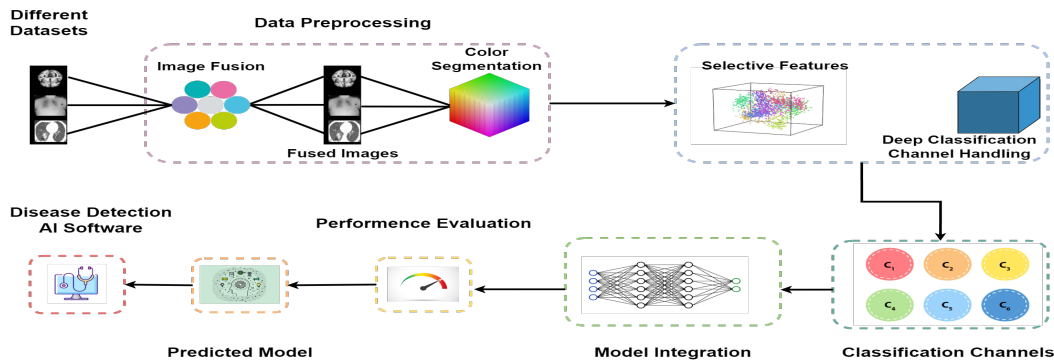 Different
Datasets
Data Preprocessing
Image Fusion
Color
Segmentation
Fused Images
Selective Features
Deep Classification
Channel Handling
Disease Detection
AI Software
Performence Evaluation
C1
C2
C3
C4
C5
C6
Predicted Model
Model Integration
Classification Channels